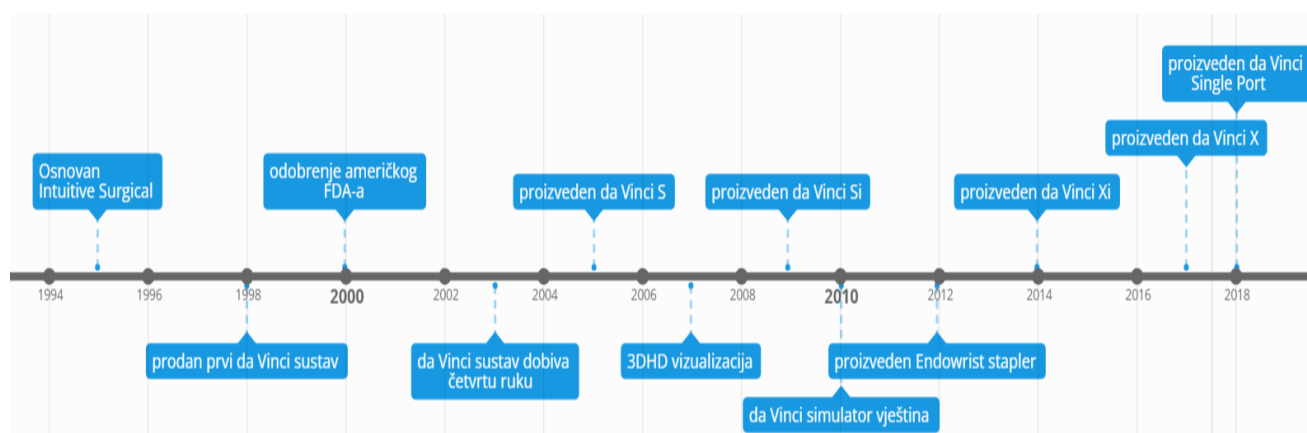 proizveden da Vinci
Single Port
proizveden da Vinci X
Osnovan
Intuitive Surgical
odobrenje američkog
FDA-a
proizveden da Vinci S
proizveden da Vinci Si
proizveden da Vinci Xi
1994
1996
1998
2000
2002
2004
2006
2008
2010
2012
2014
2016
2018
prodan prvi da Vinci sustav
da Vinci sustav dobiva
četvrtu ruku
3DHD vizualizacija
proizveden Endowrist stapler
da Vinci simulator vještina